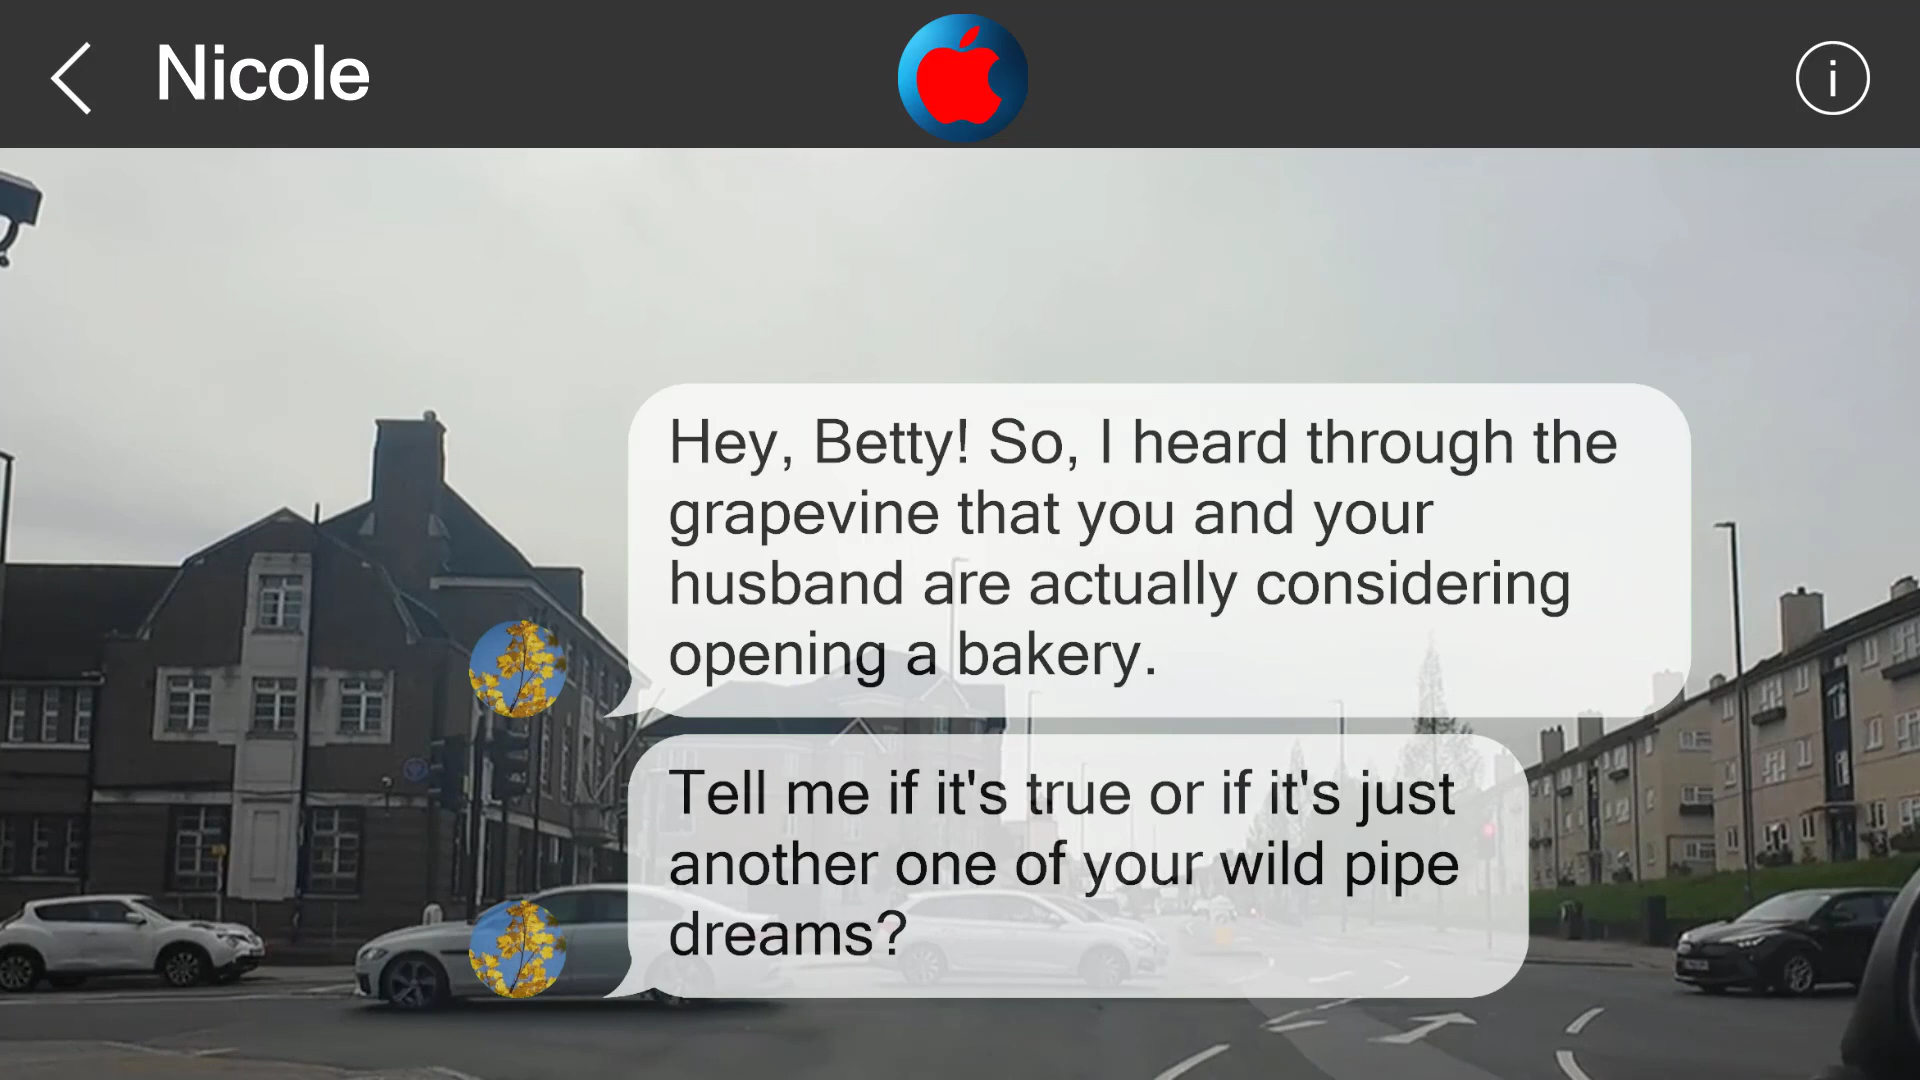 Nicole
i
Hey, Betty! So, I heard through the
grapevine that you and your
husband are actually considering
opening a bakery.
Tell me if it's true or if it's just
another one of your wild pipe
dreams?